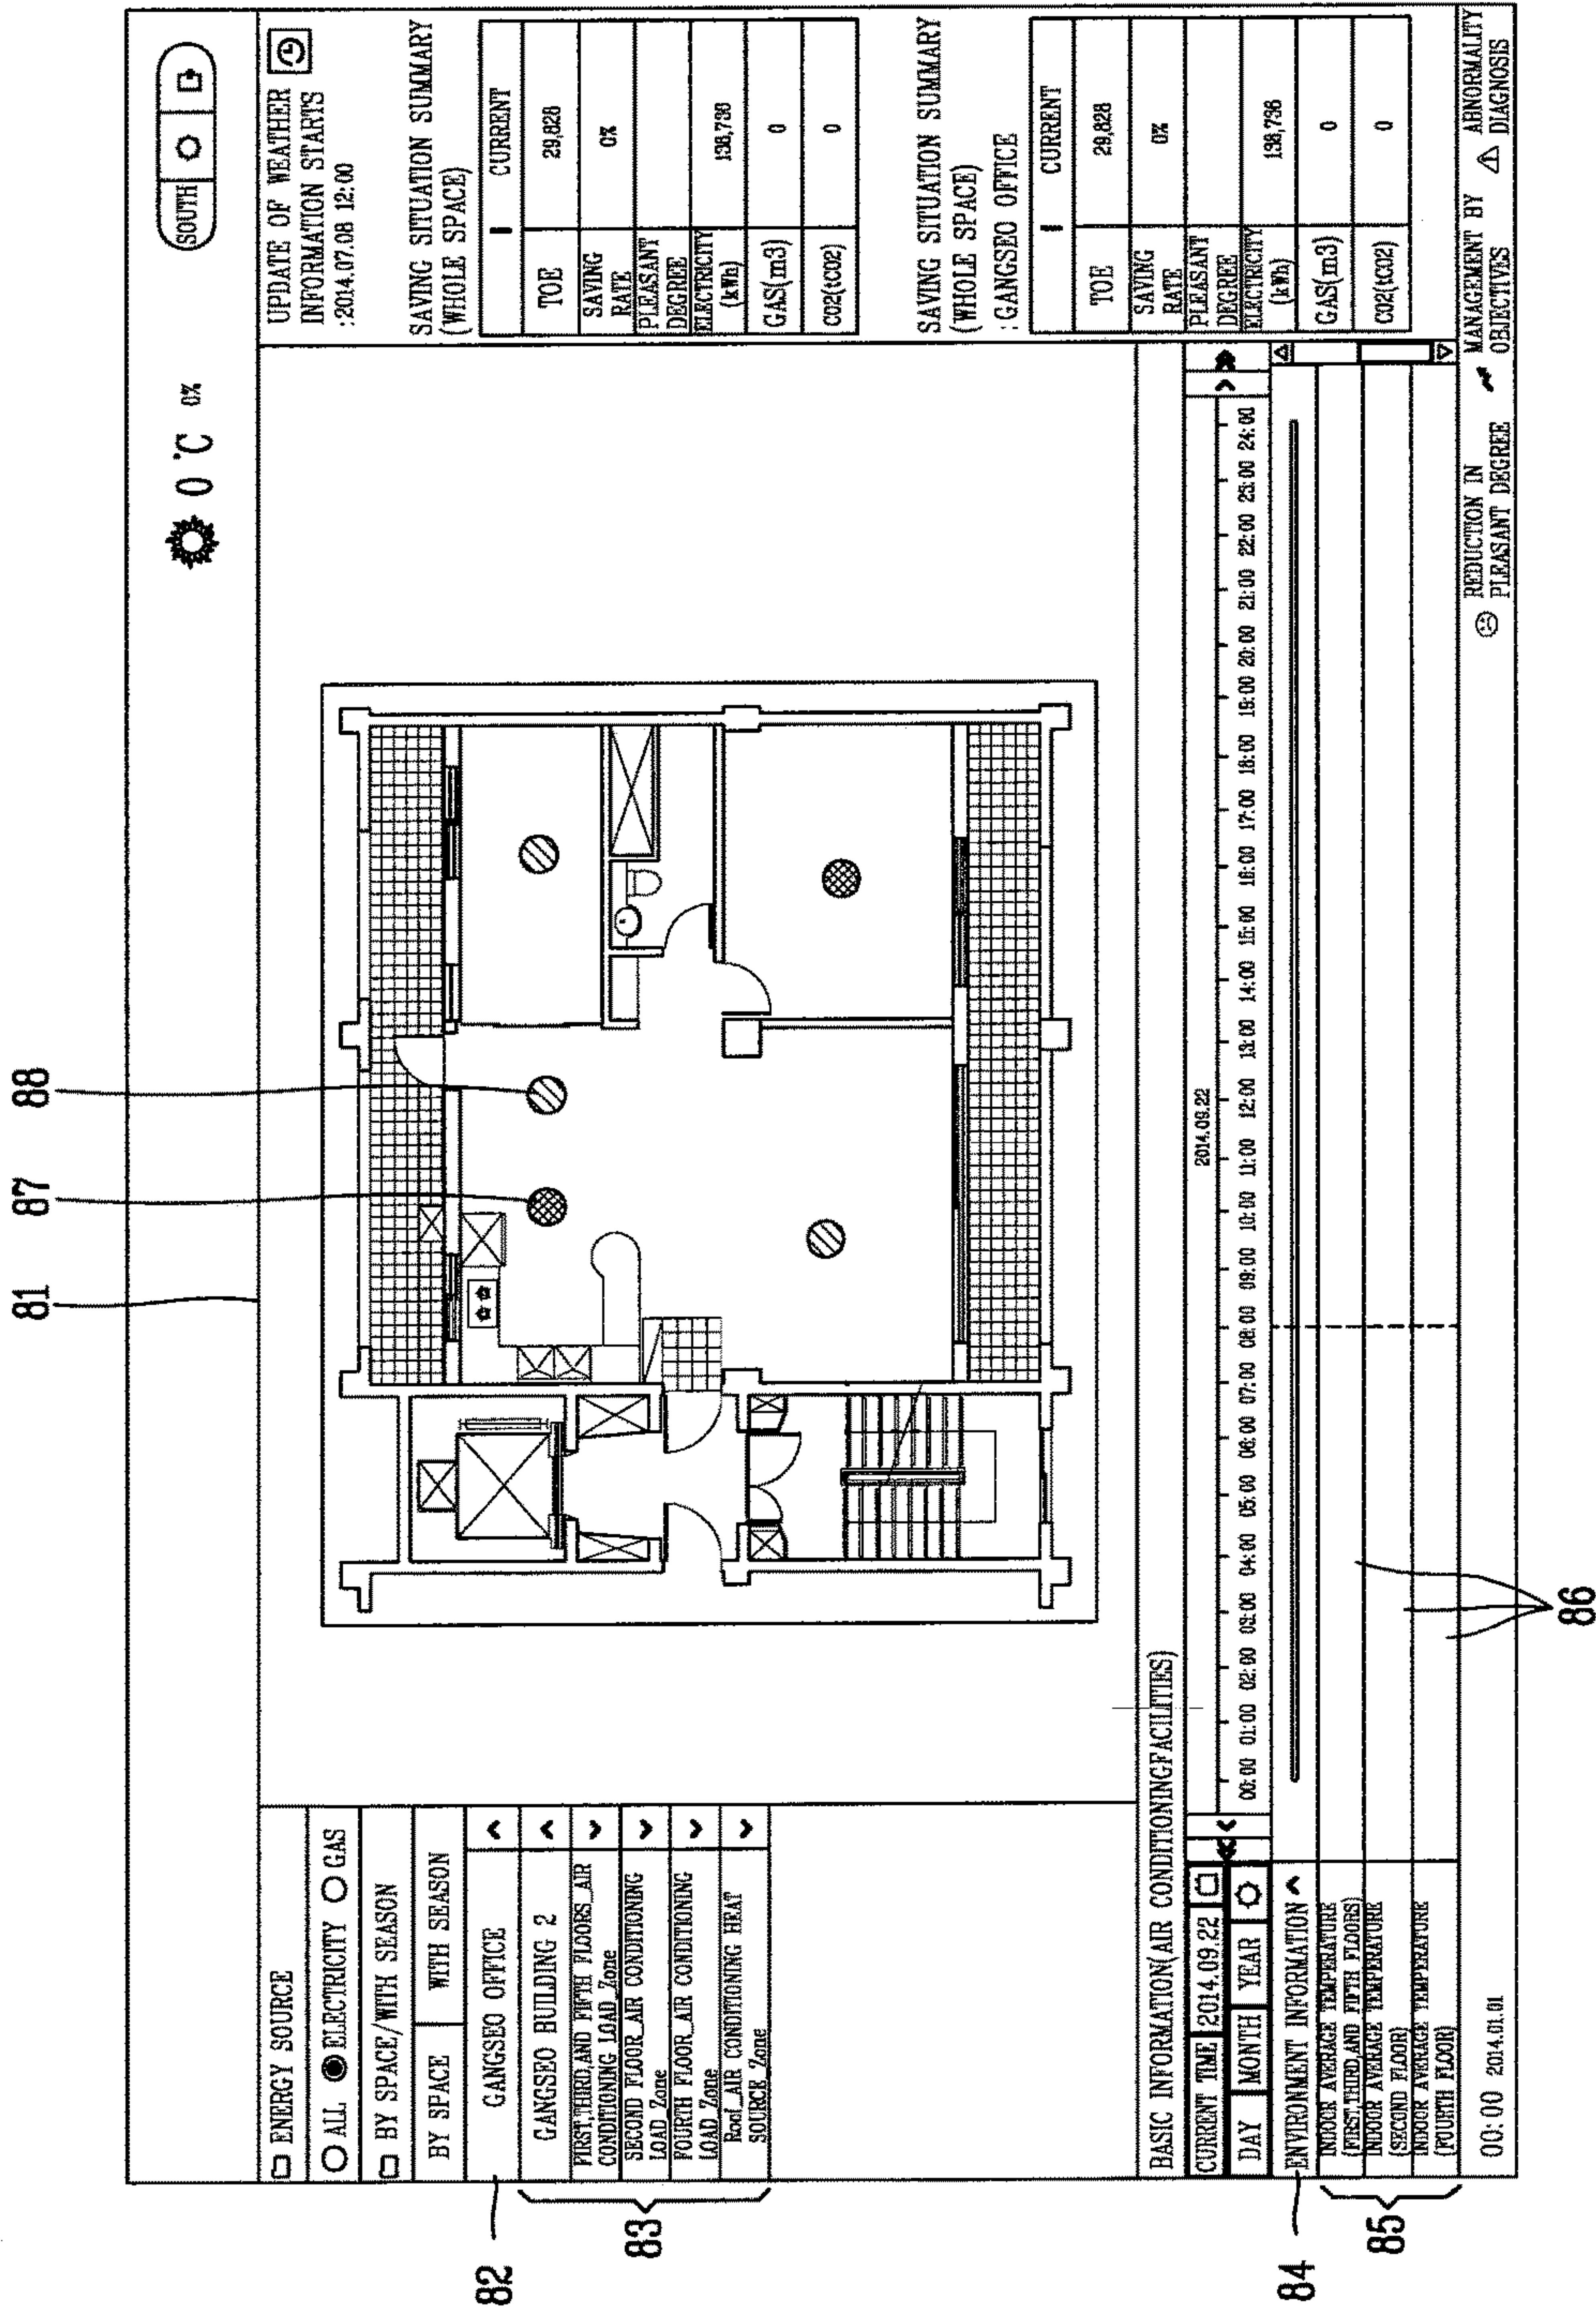 81
87
88
SOUTH
0 °C 0%
ENERGY SOURCE
ALL ELECTRICITY GAS
BY SPACE/WITH SEASON
BY SPACE WITH SEASON
82
GANGSEO OFFICE
83
GANGSEO BUILDING 2
FIRST,THIRD,AND FIFTH FLOORS_AIR
CONDITIONING LOAD_Zone
SECOND FLOOR_AIR CONDITIONING
LOAD Zone
FOURTH FLOOR_AIR CONDITIONING
LOAD Zone
Roof_AIR CONDITIONING HEAT
SOURCE_Zone
UPDATE OF WEATHER
INFORMATION STARTS
:2014.07.08 12:00
SAVING SITUATION SUMMARY
(WHOLE SPACE)
CURRENT
TOE 29,828
SAVING
RATE 0%
PLEASANT
DEGREE
ELECTRICITY
(kWh) 138,736
GAS(m3) 0
CO2(tCO2) 0
SAVING SITUATION SUMMARY
(WHOLE SPACE)
:GANGSEO OFFICE
CURRENT
TOE 29,828
SAVING
RATE 0%
PLEASANT
DEGREE
ELECTRICITY
(kWh) 138,736
GAS(m3) 0
CO2(tCO2) 0
BASIC INFORMATION(AIR CONDITIONINGFACILITIES)
CURRENT TIME 2014.09.22
2014.09.22
DAY MONTH YEAR
00:00 01:00 02:00 03:00 04:00 05:00 06:00 07:00 08:00 09:00 10:00 11:00 12:00 13:00 14:00 15:00 16:00 17:00 18:00 19:00 20:00 21:00 22:00 23:00 24:00
84
ENVIRONMENT INFORMATION
85
INDOOR AVERAGE TEMPERATURE
(FIRST,THIRD,AND FIFTH FLOORS)
INDOOR AVERAGE TEMPERATURE
(SECOND FLOOR)
INDOOR AVERAGE TEMPERATURE
(FOURTH FLOOR)
00:00 2014.01.01
REDUCTION IN
PLEASANT DEGREE
MANAGEMENT BY
OBJECTIVES
ABNORMALITY
DIAGNOSIS
86